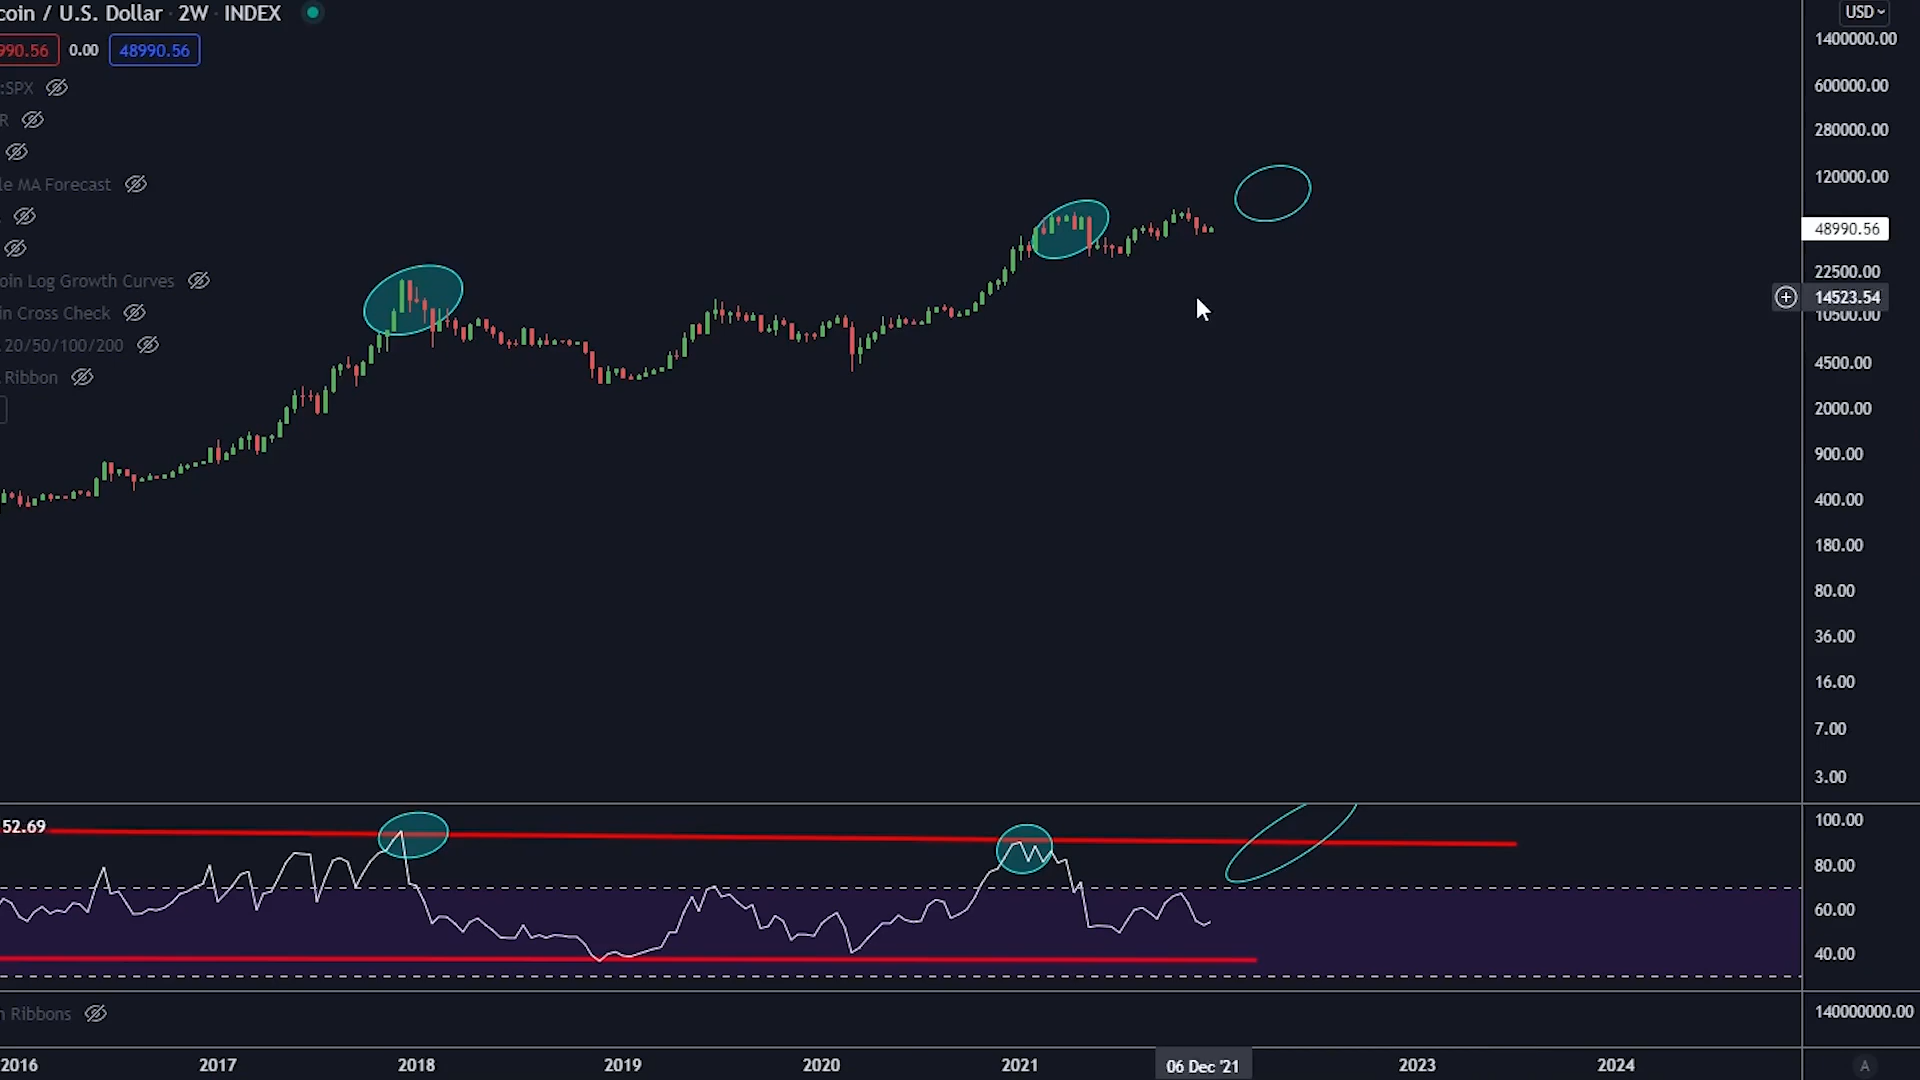 coin / U.S. Dollar · 2W · INDEX
990.56 0.00 48990.56
:SPX
R
le MA Forecast
oin Log Growth Curves
in Cross Check
20/50/100/200
Ribbon
USD
1400000.00
600000.00
280000.00
120000.00
48990.56
22500.00
14523.54
10500.00
4500.00
2000.00
900.00
400.00
180.00
80.00
36.00
16.00
7.00
3.00
52.69
100.00
80.00
60.00
40.00
n Ribbons
140000000.00
2016 2017 2018 2019 2020 2021 06 Dec '21 2023 2024
A